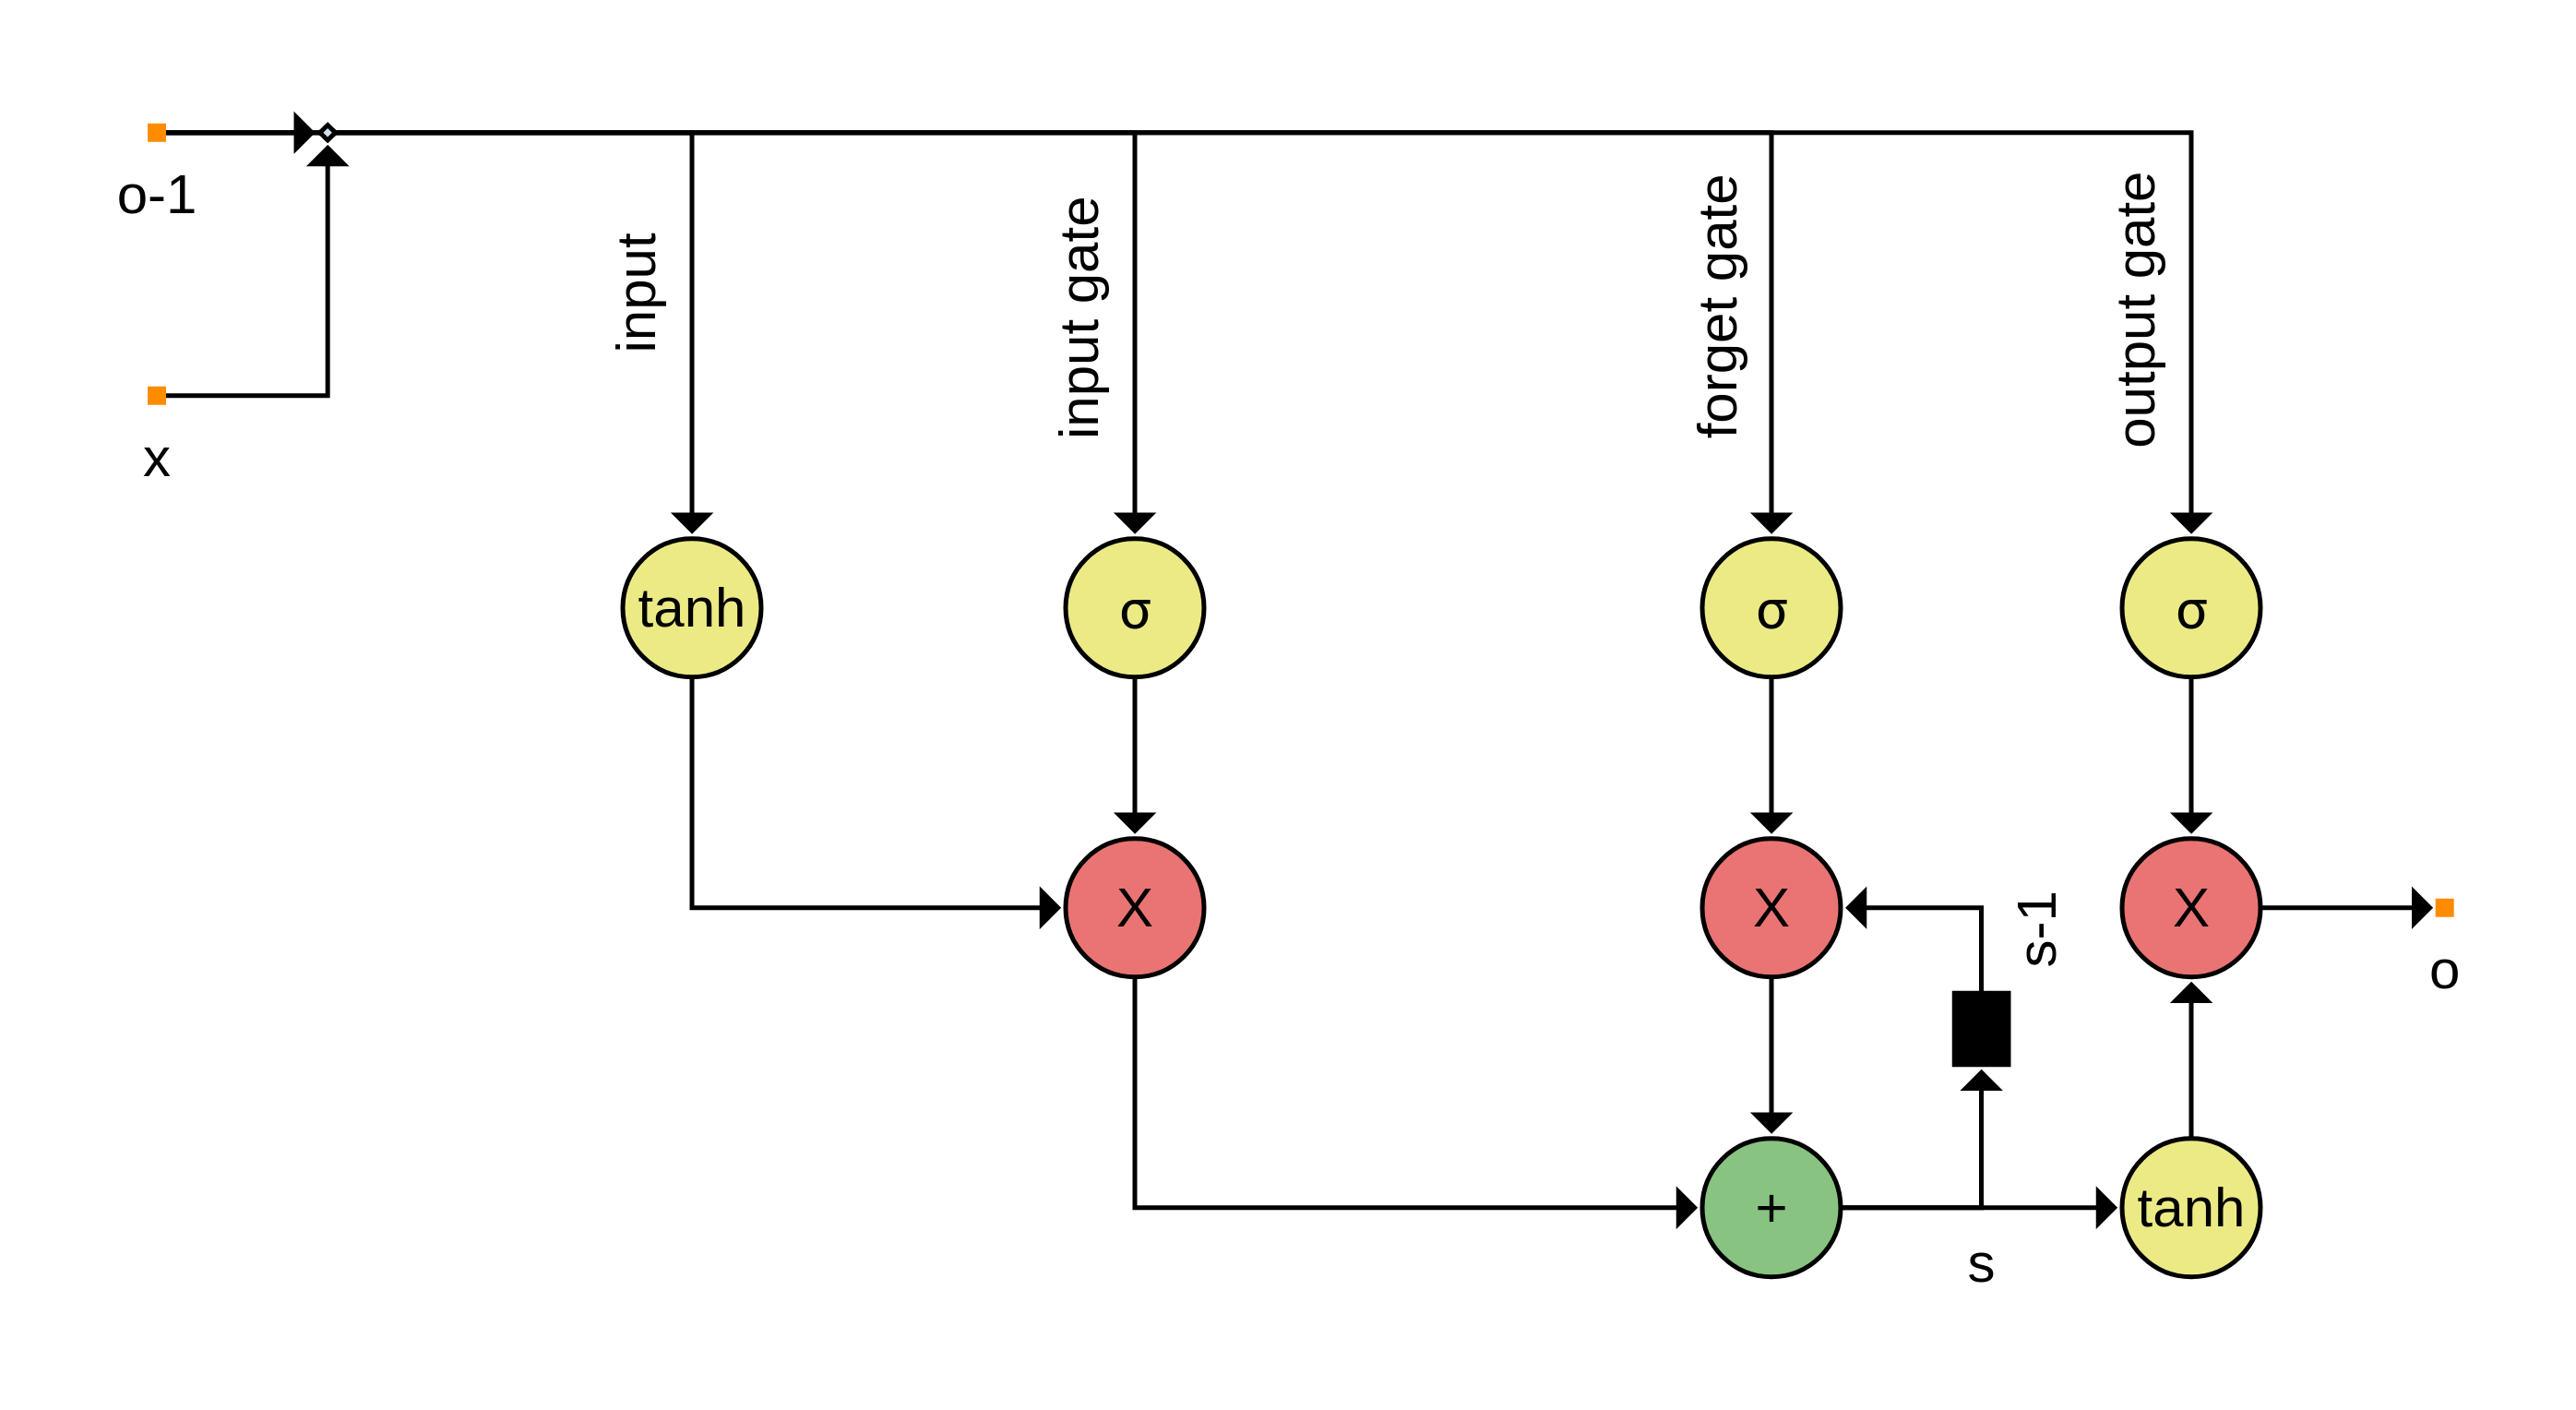 o-1
x
input
input gate
forget gate
output gate
tanh
σ
σ
σ
X
X
s-1
X
o
+
s
tanh